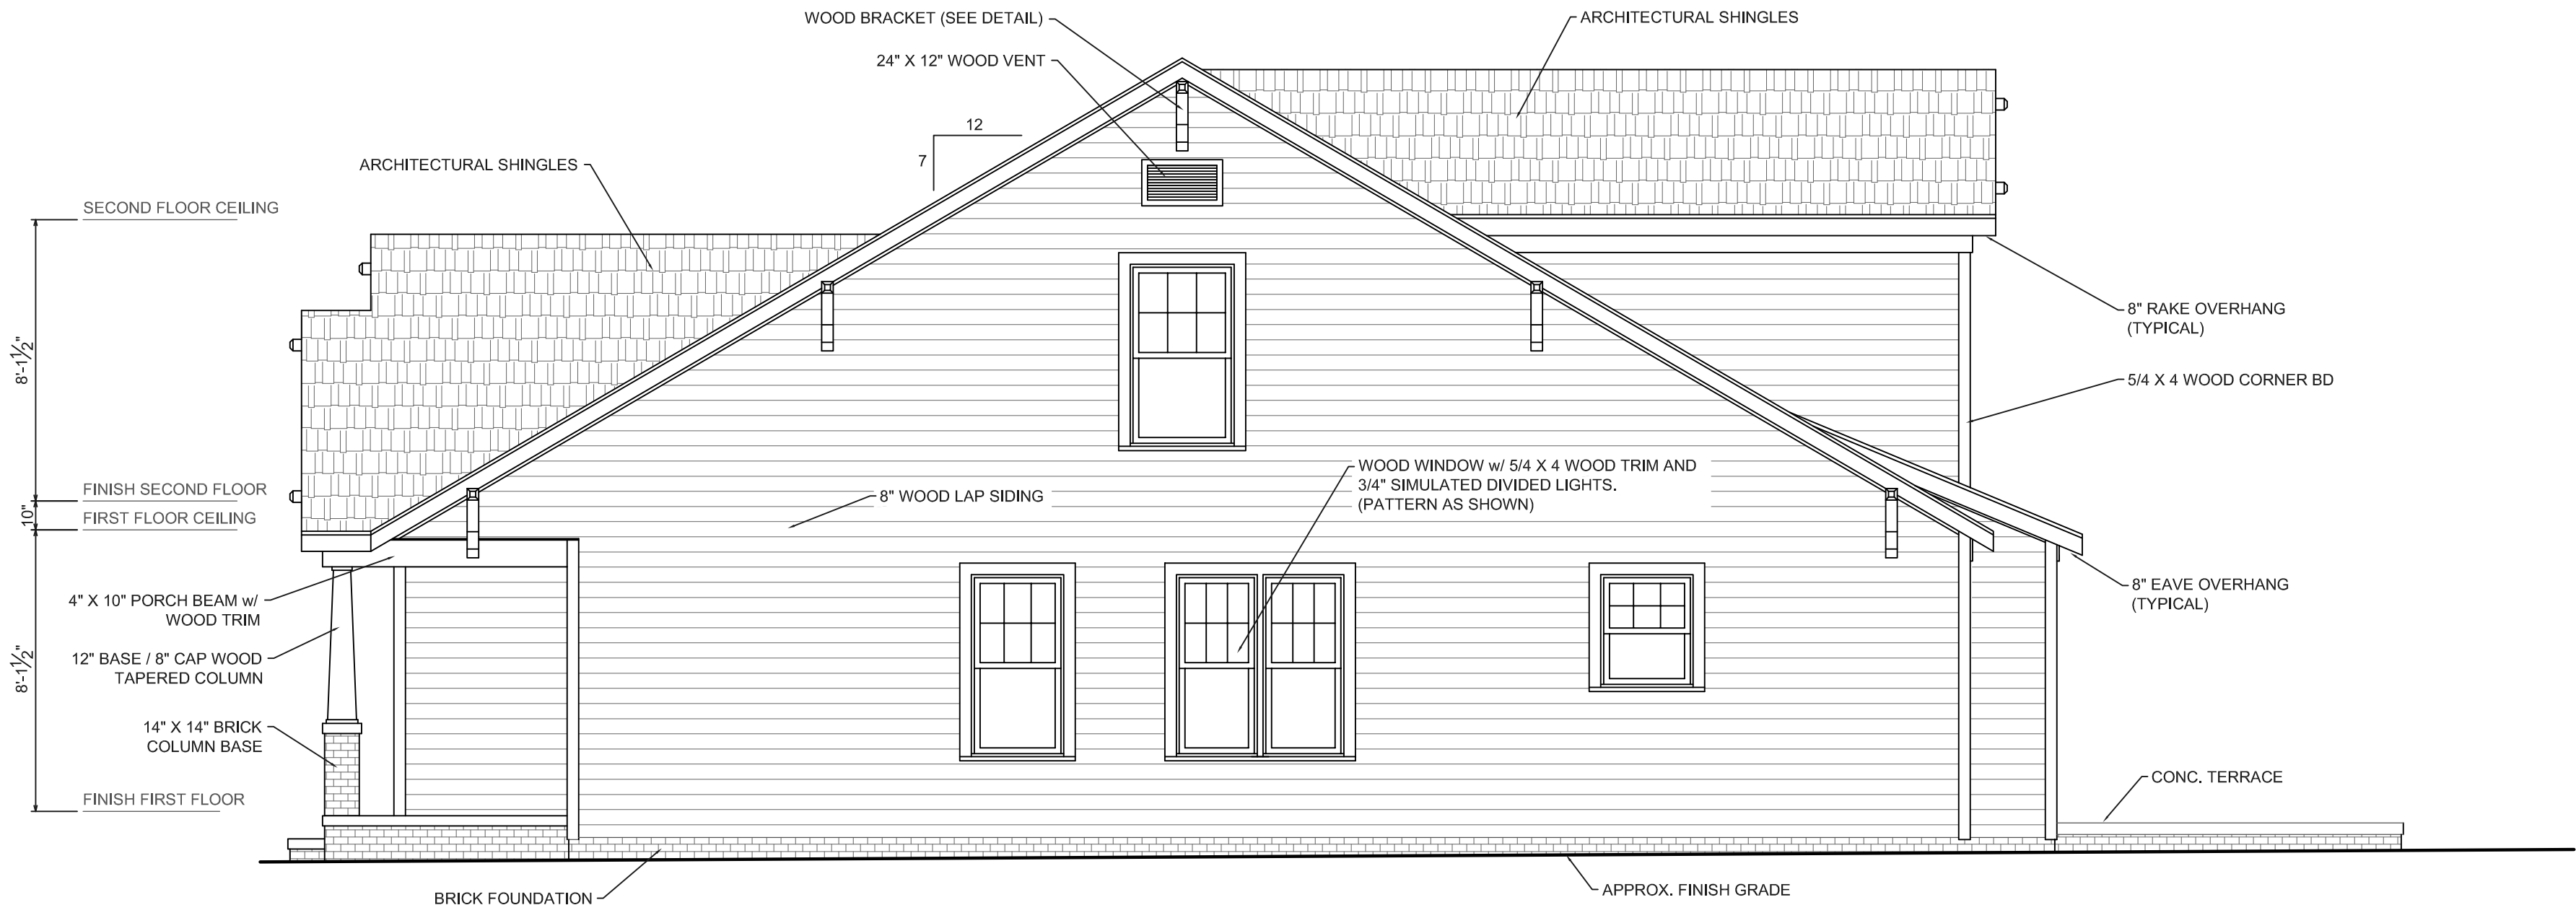 WOOD BRACKET (SEE DETAIL)
ARCHITECTURAL SHINGLES
24" X 12" WOOD VENT
12
7
ARCHITECTURAL SHINGLES
SECOND FLOOR CEILING
8" RAKE OVERHANG
(TYPICAL)
8'-1½"
5/4 X 4 WOOD CORNER BD
WOOD WINDOW w/ 5/4 X 4 WOOD TRIM AND
3/4" SIMULATED DIVIDED LIGHTS.
(PATTERN AS SHOWN)
FINISH SECOND FLOOR
8" WOOD LAP SIDING
10"
FIRST FLOOR CEILING
8" EAVE OVERHANG
(TYPICAL)
4" X 10" PORCH BEAM w/
WOOD TRIM
8'-1½"
12" BASE / 8" CAP WOOD
TAPERED COLUMN
14" X 14" BRICK
COLUMN BASE
CONC. TERRACE
FINISH FIRST FLOOR
BRICK FOUNDATION
APPROX. FINISH GRADE